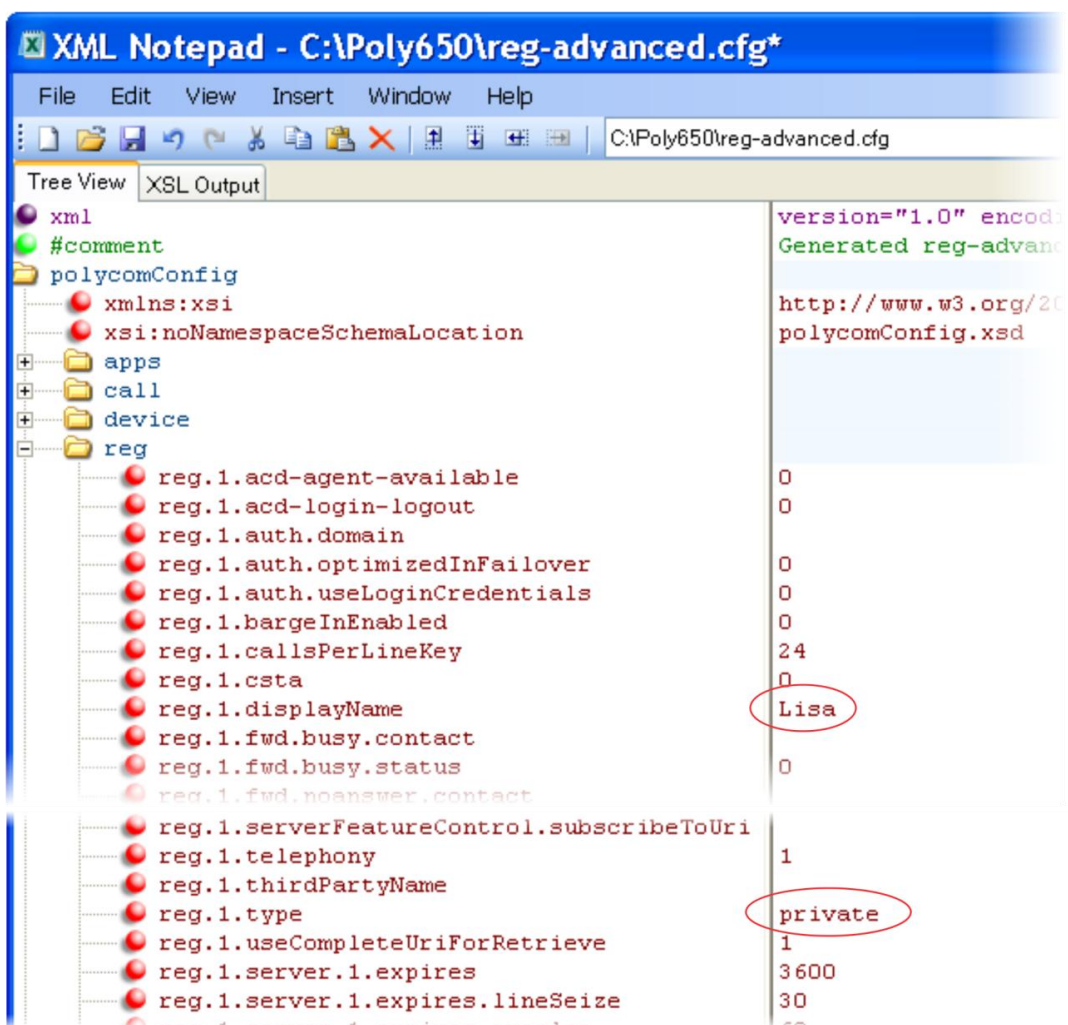 XML Notepad - C:\Poly650\reg-advanced.cfg*
File Edit View Insert Window Help
C:\Poly650\reg-advanced.cfg
Tree View XSL Output
xml version="1.0"
#comment Generated
polycomConfig
xmlns:xsi
xsi:noNamespaceSchemaLocation polycomConfig.xsd
apps
call
device
reg
reg.1.acd-agent-available 0
reg.1.acd-login-logout 0
reg.1.auth.domain
reg.1.auth.optimizedInFailover 0
reg.1.auth.useLoginCredentials 0
reg.1.bargeInEnabled 0
reg.1.callsPerLineKey 24
reg.1.csta 0
reg.1.displayName Lisa
reg.1.fwd.busy.contact
reg.1.fwd.busy.status 0
reg.1.fwd.noanswer.contact
reg.1.serverFeatureControl.subscribeToUri
reg.1.telephony 1
reg.1.thirdPartyName
reg.1.type private
reg.1.useCompleteUriForRetrieve 1
reg.1.server.1.expires 3600
reg.1.server.1.expires.lineSeize 30